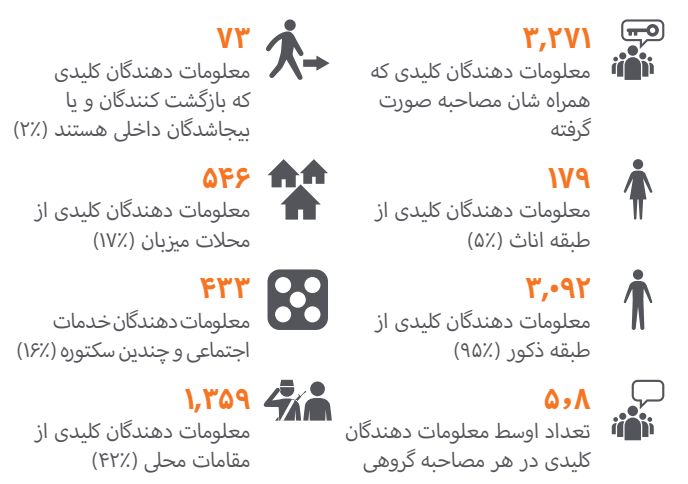 ۳,۲۷۱
معلومات دهندگان کلیدی که
همراه شان مصاحبه صورت
گرفته
۱۷۹
معلومات دهندگان کلیدی از
طبقه اناث (۵٪)
۳,۰۹۲
معلومات دهندگان کلیدی از
طبقه ذکور (۹۵٪)
۵,۰۸
تعداد اوسط معلومات دهندگان
کلیدی در هر مصاحبه گروهی
۷۳
معلومات دهندگان کلیدی
که بازگشت کنندگان و یا
بیجاشدگان داخلی هستند (۲٪)
۵۴۶
معلومات دهندگان کلیدی از
محلات میزبان (۱۷٪)
۴۳۳
معلومات دهندگان خدمات
اجتماعی و چندین سکتوره (۱۶٪)
۱,۳۵۹
معلومات دهندگان کلیدی از
مقامات محلی (۴۲٪)